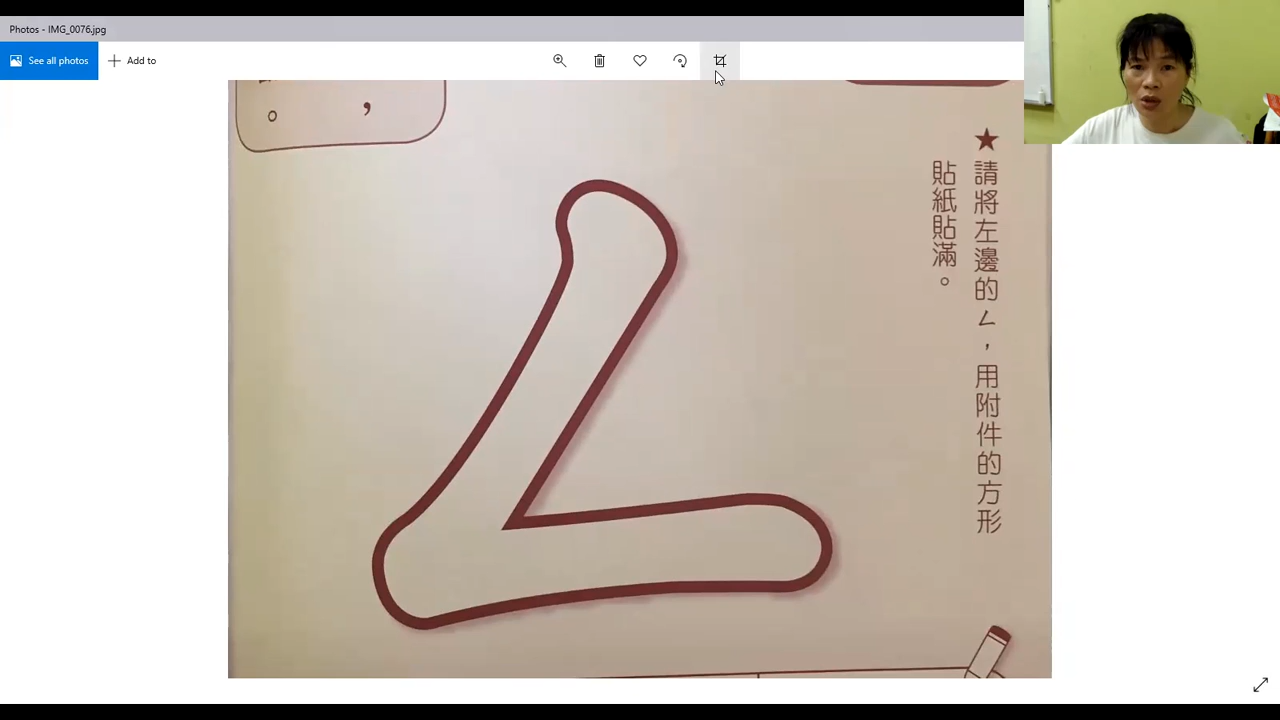 Photos - IMG_0076.jpg
See all photos
Add to
。 ,
★請將左邊的ㄥ,用附件的方形
貼紙貼滿。